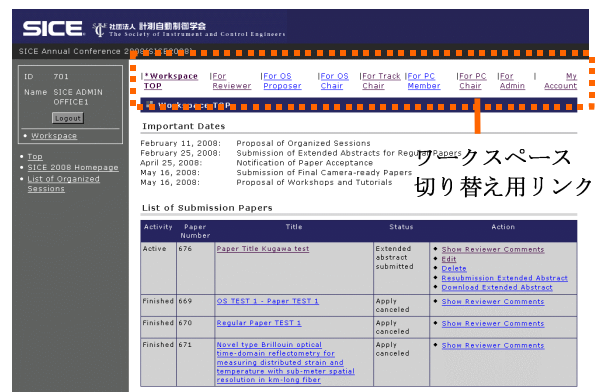 SICE 社団法人 計測自動制御学会
The Society of Instrument and Control Engineers
SICE Annual Conference 2008(SICE2008)
ID 701
Name SICE ADMIN OFFICE1
Logout
Workspace
Top
SICE 2008 Homepage
List of Organized Sessions
|*Workspace TOP |For Reviewer |For OS Proposer |For OS Chair |For Track Chair |For PC Member |For PC Chair |For Admin | My Account
Workspace TOP
Important Dates
February 11, 2008: Proposal of Organized Sessions
February 25, 2008: Submission of Extended Abstracts for Regular Papers
April 25, 2008: Notification of Paper Acceptance
May 16, 2008: Submission of Final Camera-ready Papers
May 16, 2008: Proposal of Workshops and Tutorials
ワークスペース
切り替え用リンク
List of Submission Papers
Activity Paper Number Title Status Action
Active 676 Paper Title Kugawa test Extended abstract submitted
Show Reviewer Comments
Edit
Delete
Resubmission Extended Abstract
Download Extended Abstract
Finished 669 OS TEST 1 - Paper TEST 1 Apply canceled Show Reviewer Comments
Finished 670 Regular Paper TEST 1 Apply canceled Show Reviewer Comments
Finished 671 Novel type Brillouin optical time-domain reflectometry for measuring distributed strain and temperature with sub-meter spatial resolution in km-long fiber Apply canceled Show Reviewer Comments